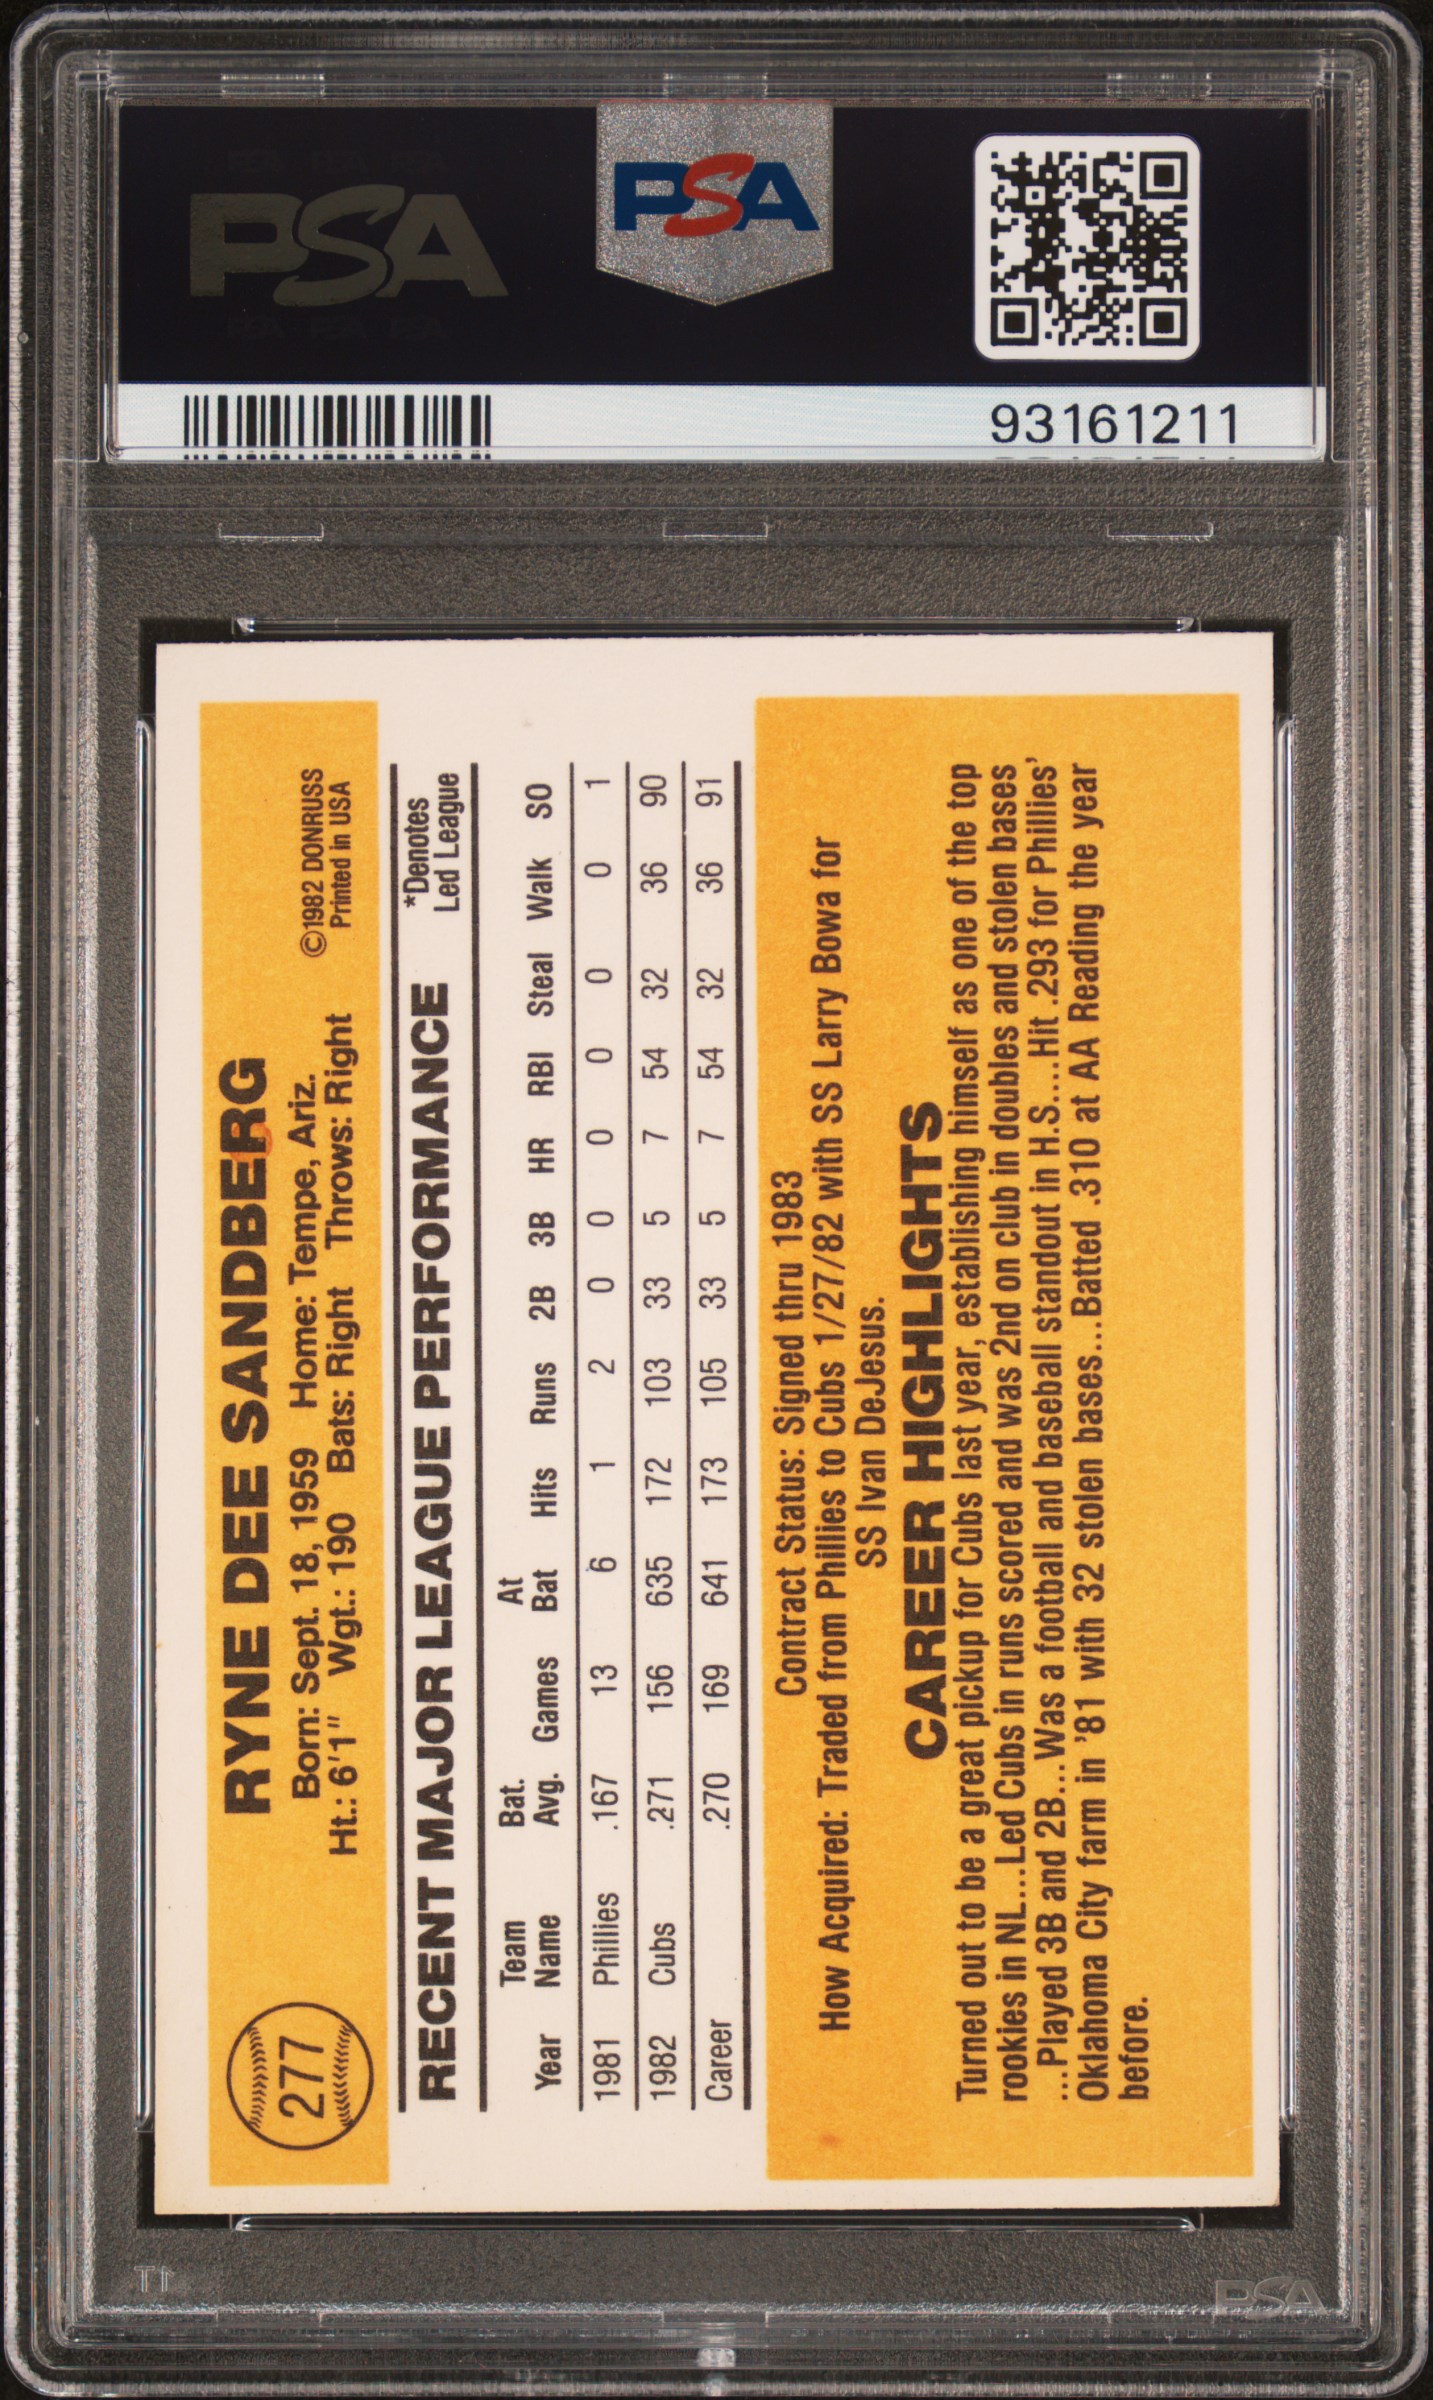 PSA
PSA
93161211
277
RYNE DEE SANDBERG
Born: Sept. 18, 1959 Home: Tempe, Ariz.
Ht.: 6'1" Wgt.: 190 Bats: Right Throws: Right
©1982 DONRUSS
Printed in USA
RECENT MAJOR LEAGUE PERFORMANCE
*Denotes
Led League
Year Team Name Bat. Avg. Games At Bat Hits Runs 2B 3B HR RBI Steal Walk SO
1981 Phillies .167 13 6 1 2 0 0 0 0 0 0 1
1982 Cubs .271 156 635 172 103 33 5 7 54 32 36 90
Career .270 169 641 173 105 33 5 7 54 32 36 91
Contract Status: Signed thru 1983
How Acquired: Traded from Phillies to Cubs 1/27/82 with SS Larry Bowa for
SS Ivan DeJesus.
CAREER HIGHLIGHTS
Turned out to be a great pickup for Cubs last year, establishing himself as one of the top
rookies in NL...Led Cubs in runs scored and was 2nd on club in doubles and stolen bases
...Played 3B and 2B...Was a football and baseball standout in H.S....Hit .293 for Phillies'
Oklahoma City farm in '81 with 32 stolen bases...Batted .310 at AA Reading the year
before.
PSA